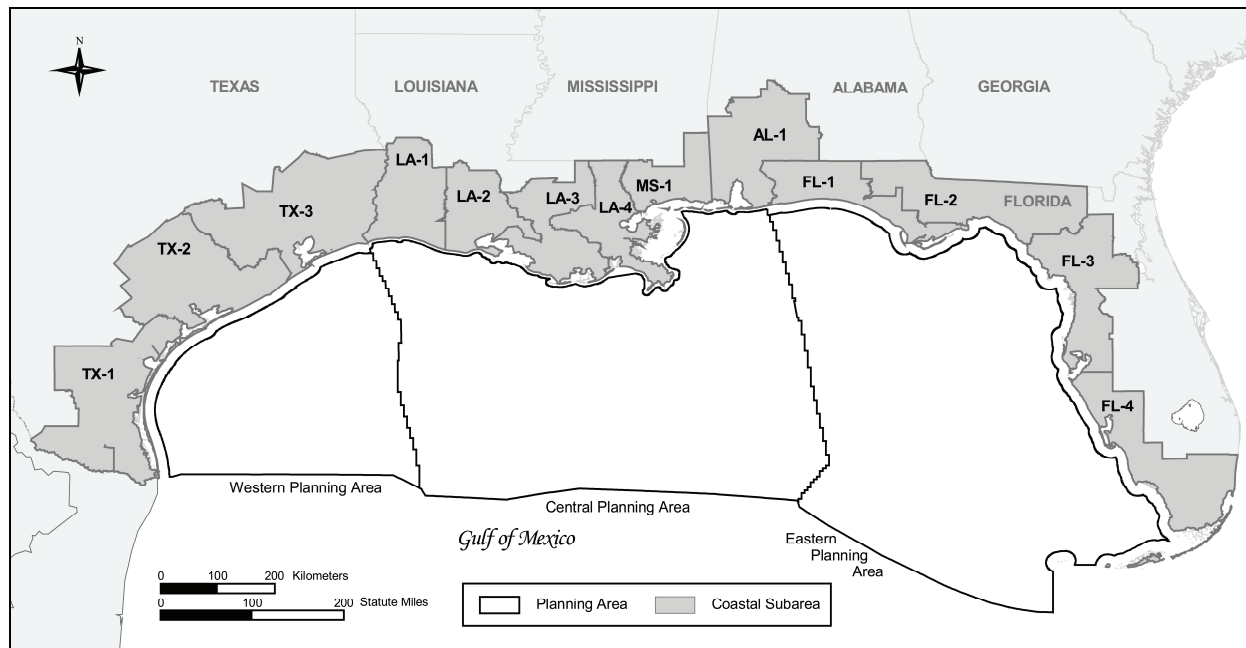 N
TEXAS
LOUISIANA
MISSISSIPPI
ALABAMA
GEORGIA
AL-1
LA-1
LA-2
LA-3
LA-4
MS-1
FL-1
FL-2
FLORIDA
TX-3
TX-2
FL-3
TX-1
FL-4
Western Planning Area
Central Planning Area
Gulf of Mexico
Eastern
Planning
Area
0 100 200 Kilometers
0 100 200 Statute Miles
Planning Area
Coastal Subarea